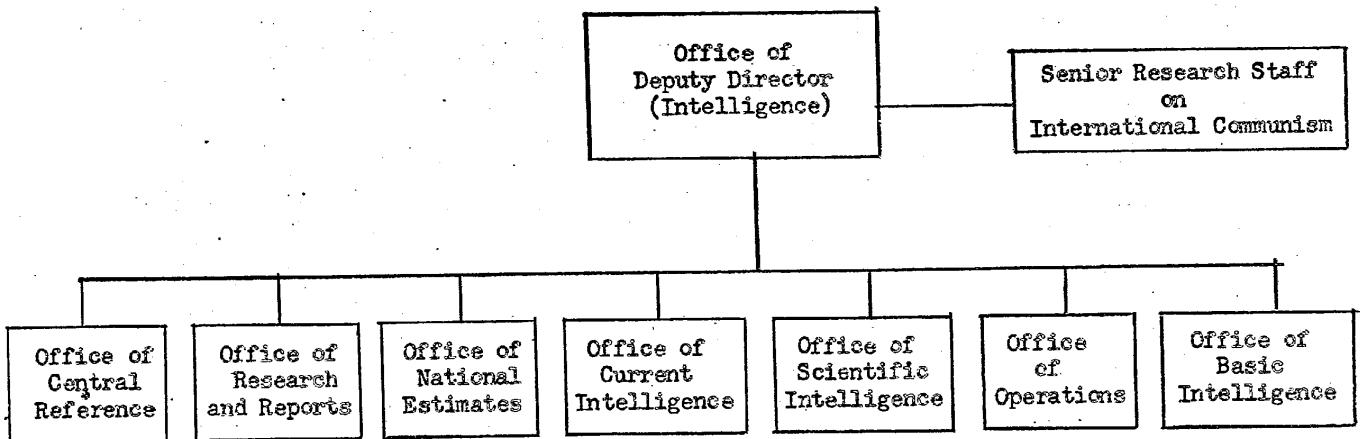 Office of
Deputy Director
(Intelligence)
Senior Research Staff
on
International Communism
Office of
Central
Reference
Office of
Research
and Reports
Office of
National
Estimates
Office of
Current
Intelligence
Office of
Scientific
Intelligence
Office
of
Operations
Office of
Basic
Intelligence